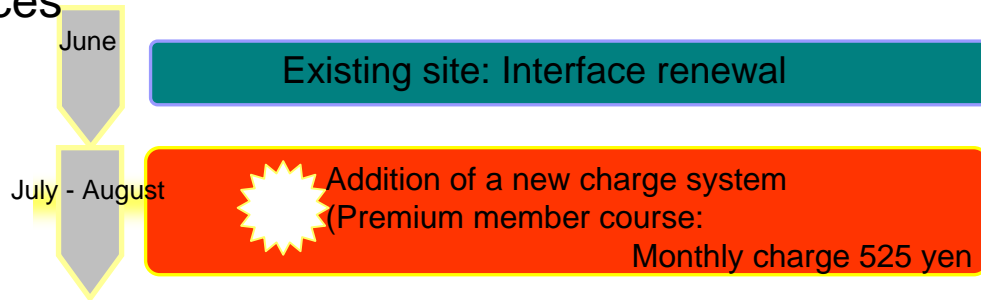 June
Existing site: Interface renewal
July - August
Addition of a new charge system
(Premium member course:
Monthly charge 525 yen